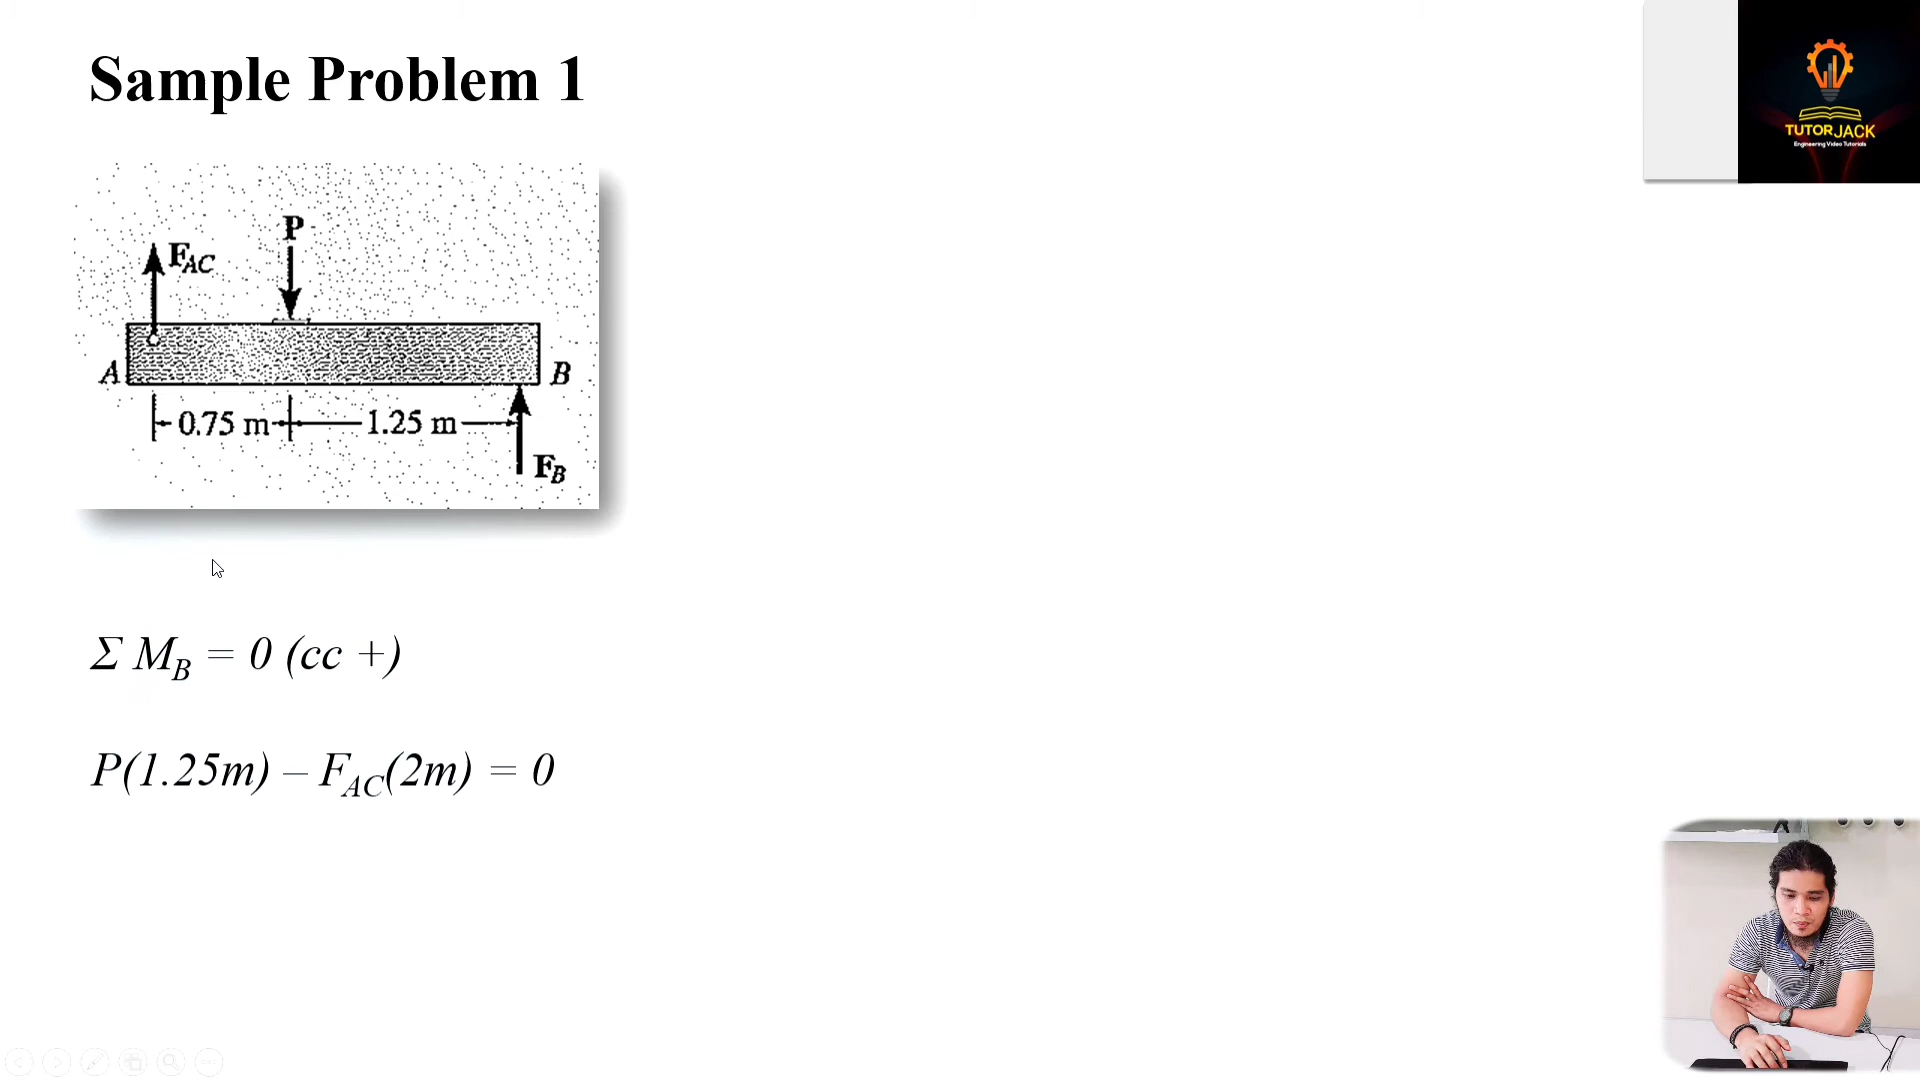 Sample Problem 1
TUTOR JACK
Engineering Video Tutorials
P
F_AC
A
B
0.75 m
1.25 m
F_B
Σ M_B = 0 (cc +)
P(1.25m) – F_AC(2m) = 0